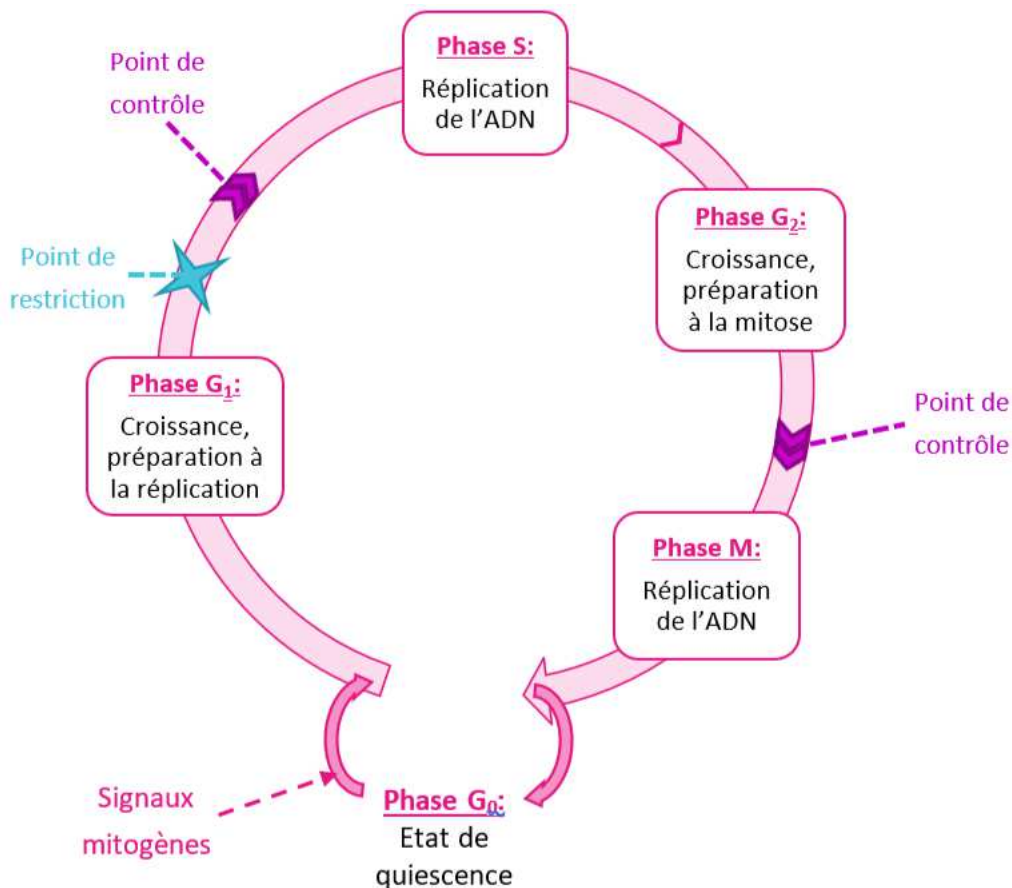 Phase S:
Réplication
de l'ADN
Point de
contrôle
Phase G₂:
Croissance,
préparation
à la mitose
Point de
restriction
Phase G₁:
Croissance,
préparation à
la réplication
Point de
contrôle
Phase M:
Réplication
de l'ADN
Signaux
mitogènes
Phase G₀:
Etat de
quiescence